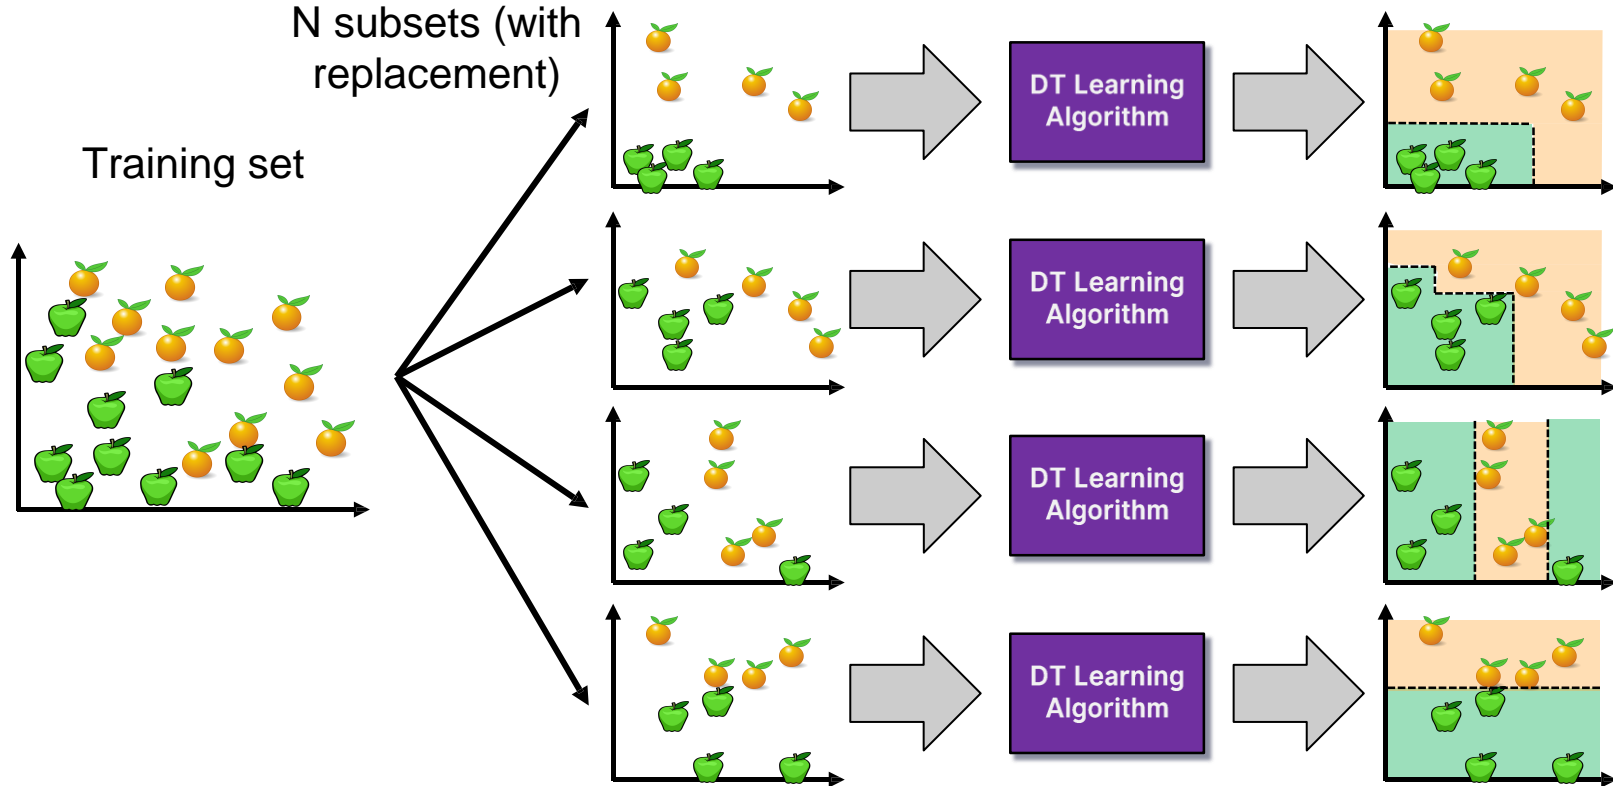 N subsets (with
replacement)
Training set
DT Learning
Algorithm
DT Learning
Algorithm
DT Learning
Algorithm
DT Learning
Algorithm